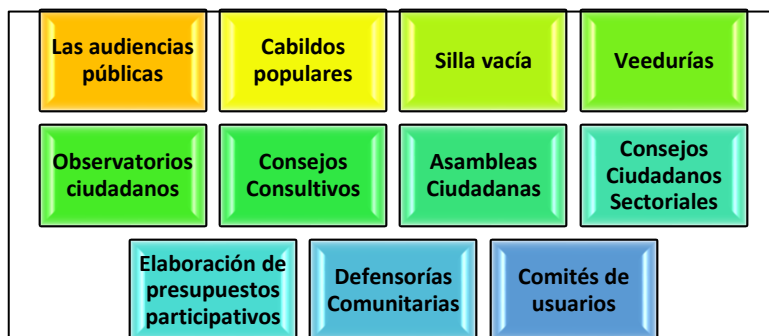 Las audiencias
públicas
Cabildos
populares
Silla vacía
Veedurías
Observatorios
ciudadanos
Consejos
Consultivos
Asambleas
Ciudadanas
Consejos
Ciudadanos
Sectoriales
Elaboración de
presupuestos
participativos
Defensorías
Comunitarias
Comités de
usuarios